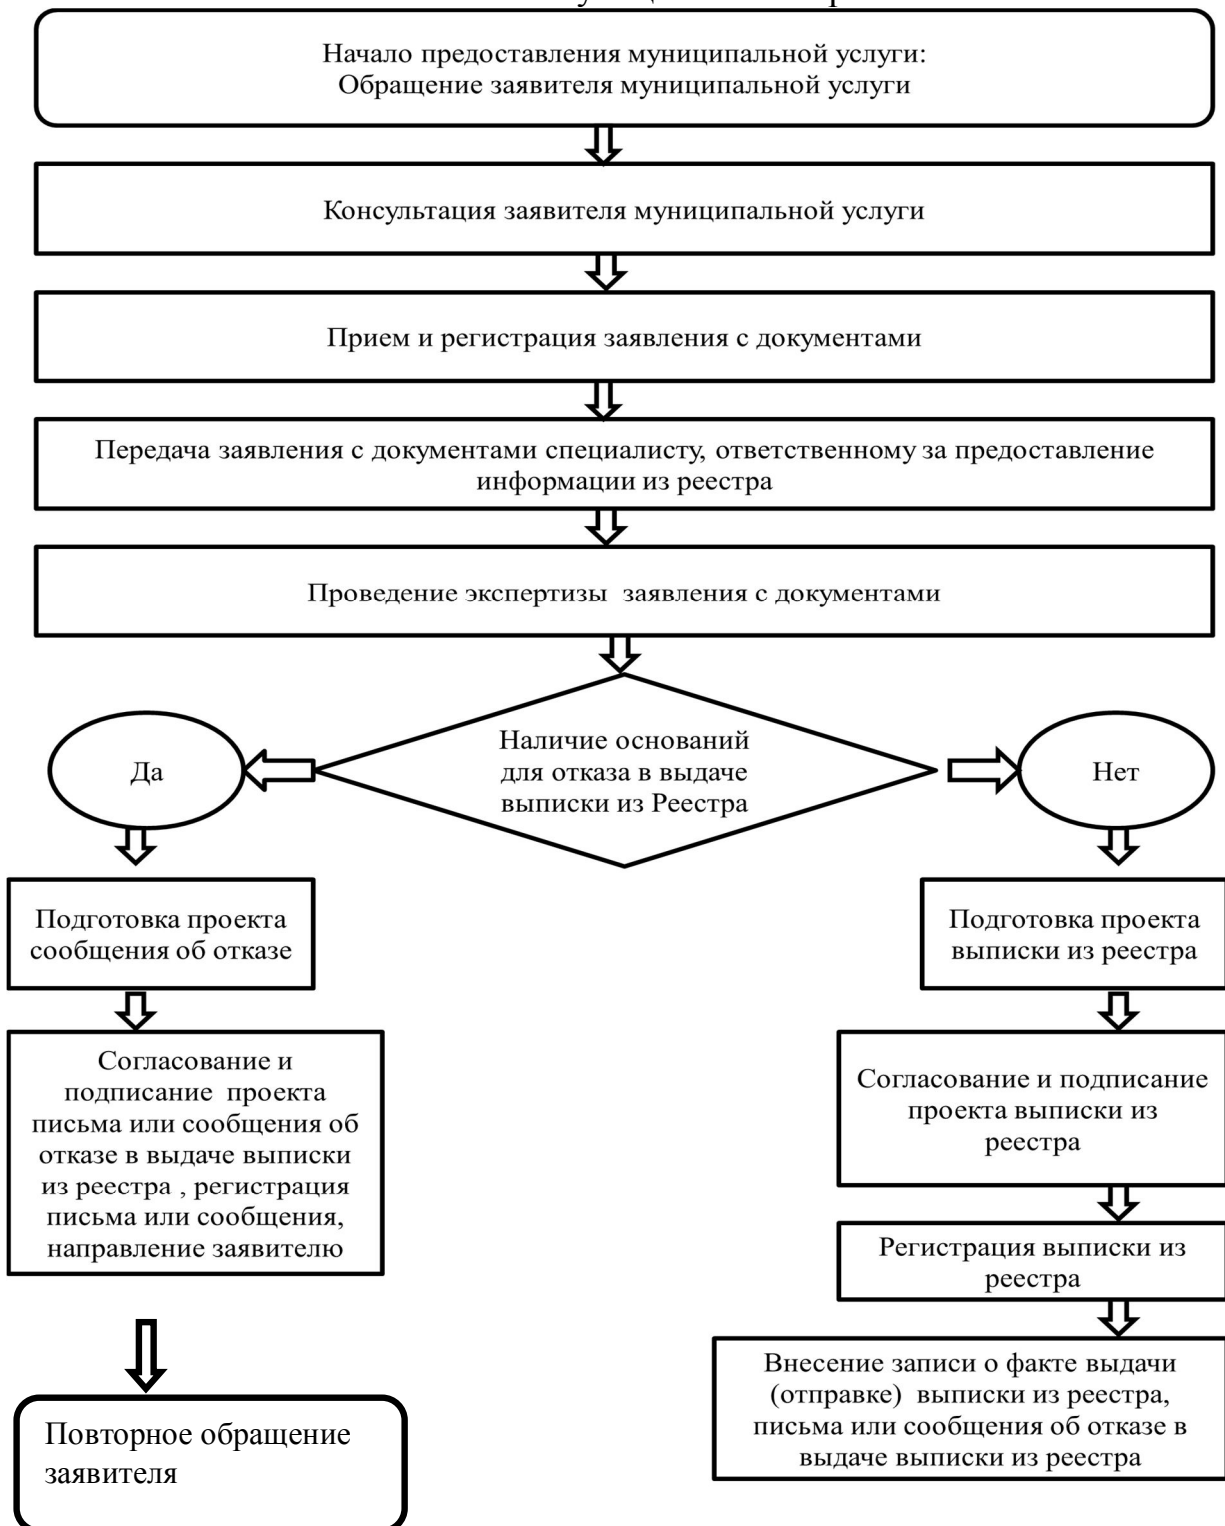 Начало предоставления муниципальной услуги:
Обращение заявителя муниципальной услуги
Консультация заявителя муниципальной услуги
Прием и регистрация заявления с документами
Передача заявления с документами специалисту, ответственному за предоставление
информации из реестра
Проведение экспертизы  заявления с документами
Наличие оснований
для отказа в выдаче
выписки из Реестра
Да
Нет
Подготовка проекта
сообщения об отказе
Подготовка проекта
выписки из реестра
Согласование и
подписание  проекта
письма или сообщения об
отказе в выдаче выписки
из реестра , регистрация
письма или сообщения,
направление заявителю
Согласование и подписание
проекта выписки из
реестра
Регистрация выписки из
реестра
Внесение записи о факте выдачи
(отправке)  выписки из реестра,
письма или сообщения об отказе в
выдаче выписки из реестра
Повторное обращение
заявителя